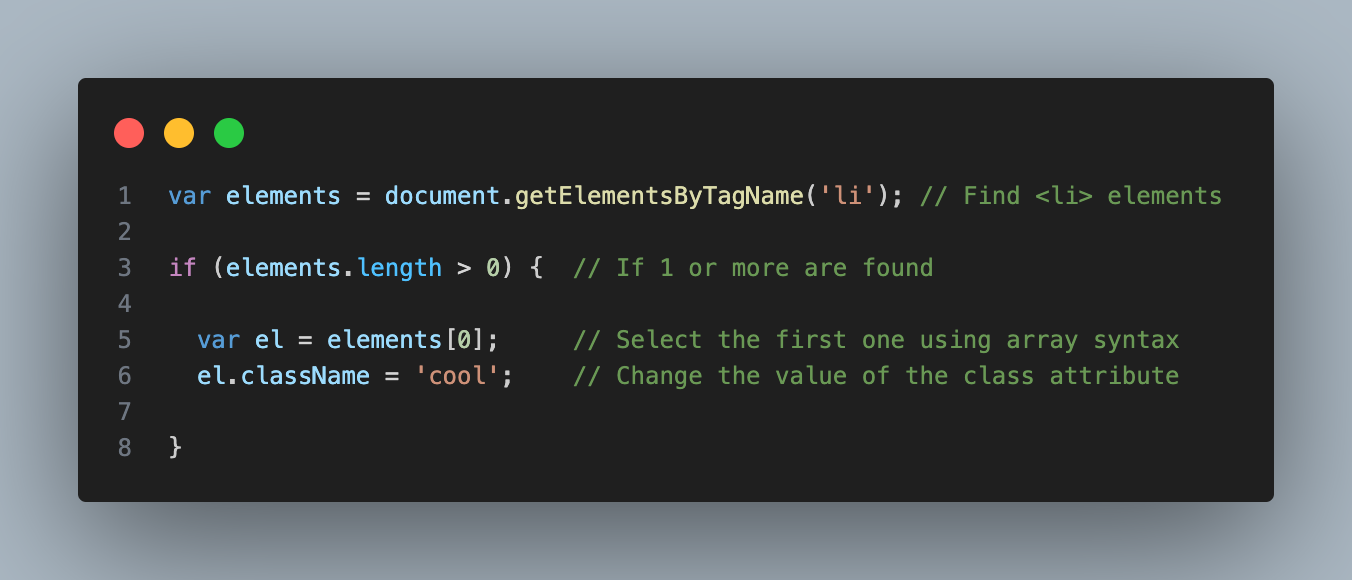 1 var elements = document.getElementsByTagName('li'); // Find <li> elements
2
3 if (elements.length > 0) {  // If 1 or more are found
4
5   var el = elements[0];     // Select the first one using array syntax
6   el.className = 'cool';    // Change the value of the class attribute
7
8 }